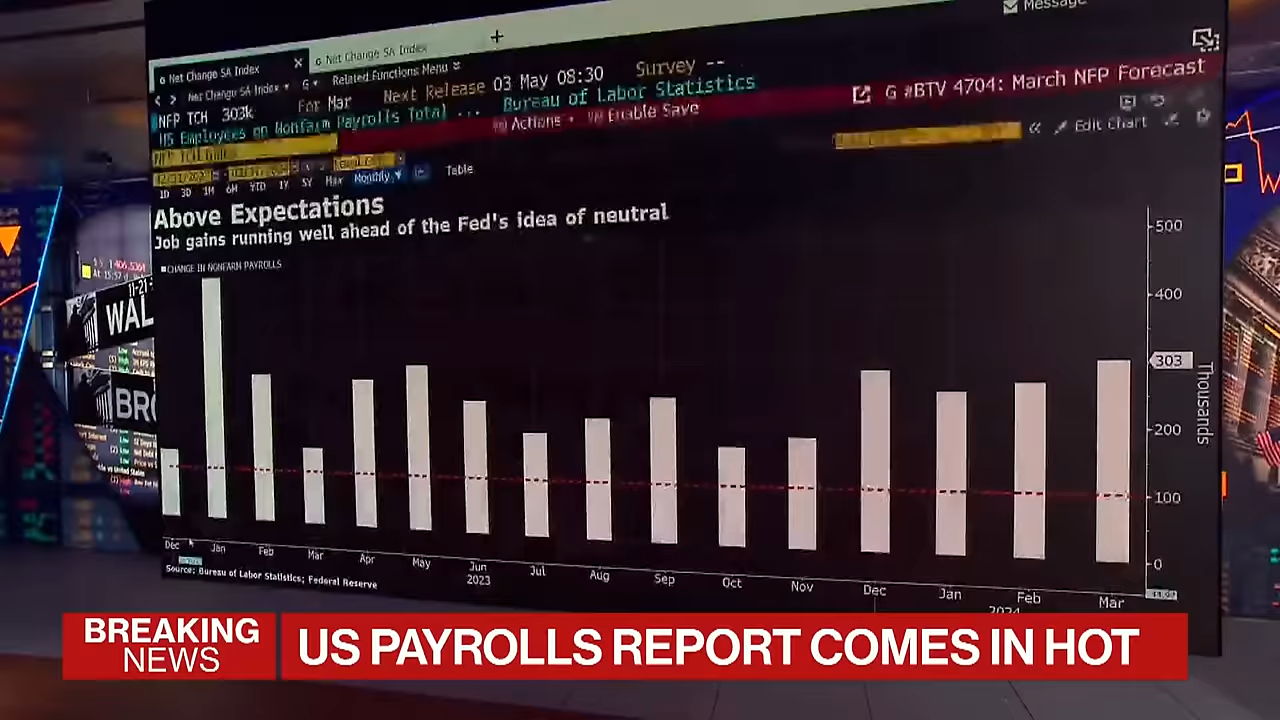 Message
Net Change SA Index
Net Change SA Index
Net Change SA Index
Related Functions Menu
NFP TCH 303k
For Mar
Next Release 03 May 08:30
Survey --
US Employees on Nonfarm Payrolls Total ...
Bureau of Labor Statistics
Actions
Enable Save
G #BTV 4704: March NFP Forecast
Edit Chart
1D 3D 1M 6M YTD 1Y 5Y Max Monthly
Table
Above Expectations
Job gains running well ahead of the Fed's idea of neutral
CHANGE IN NONFARM PAYROLLS
500
400
303
200
100
0
Thousands
Dec Jan Feb Mar Apr May Jun Jul Aug Sep Oct Nov Dec Jan Feb Mar
2023
2024
Source: Bureau of Labor Statistics; Federal Reserve
WAL
BRO
BREAKING
NEWS
US PAYROLLS REPORT COMES IN HOT